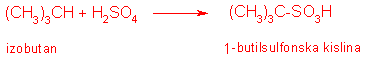 (CH₃)₃CH + H₂SO₄ ⟶ (CH₃)₃C-SO₃H
izobutan 1-butilsulfonska kislina